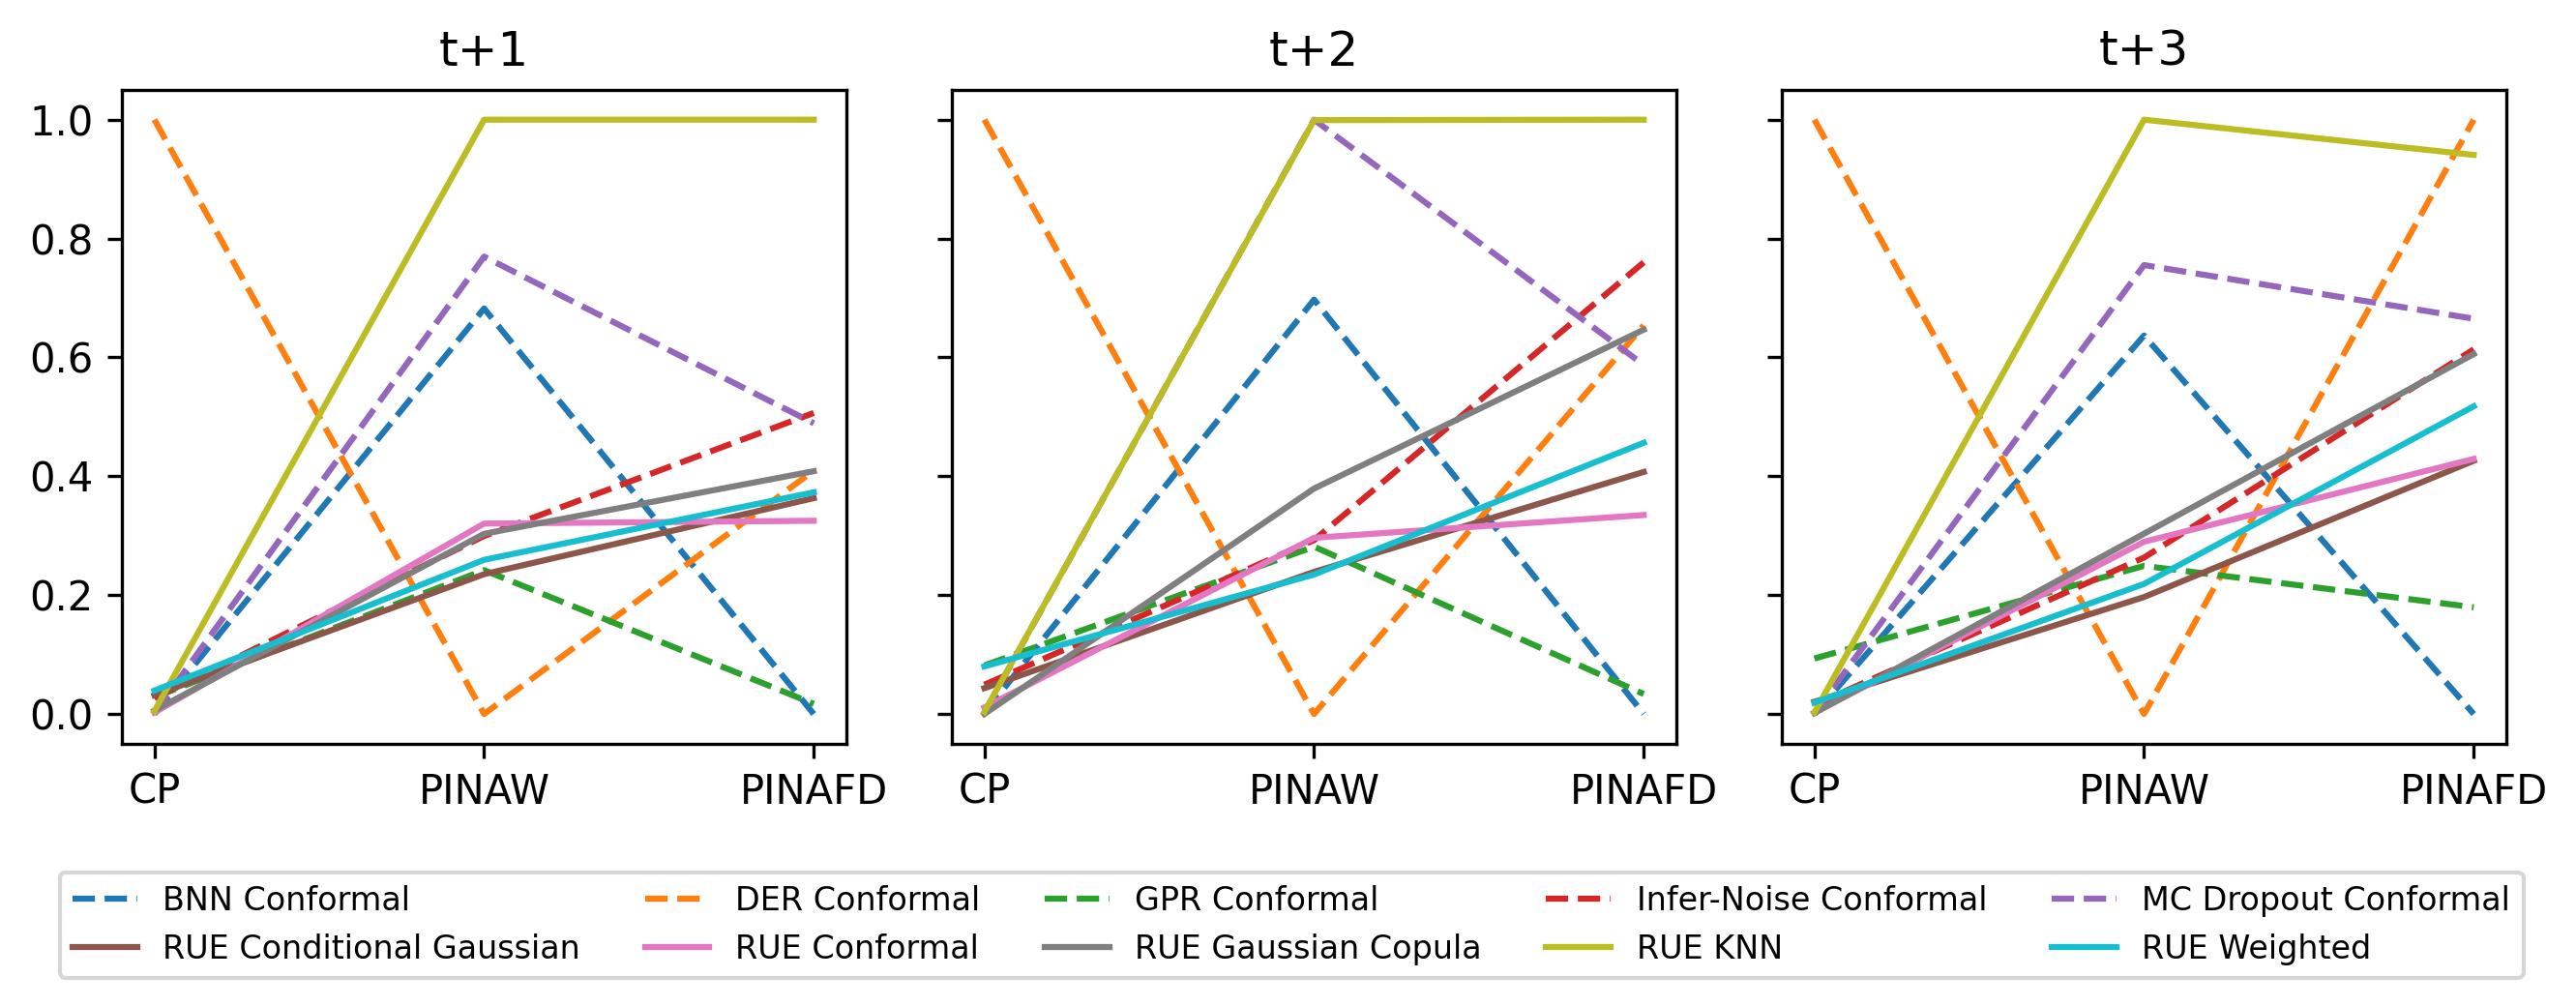 t+1 t+2 t+3
1.0
0.8
0.6
0.4
0.2
0.0
CP PINAW PINAFD CP PINAW PINAFD CP PINAW PINAFD
BNN Conformal DER Conformal GPR Conformal Infer-Noise Conformal MC Dropout Conformal
RUE Conditional Gaussian RUE Conformal RUE Gaussian Copula RUE KNN RUE Weighted